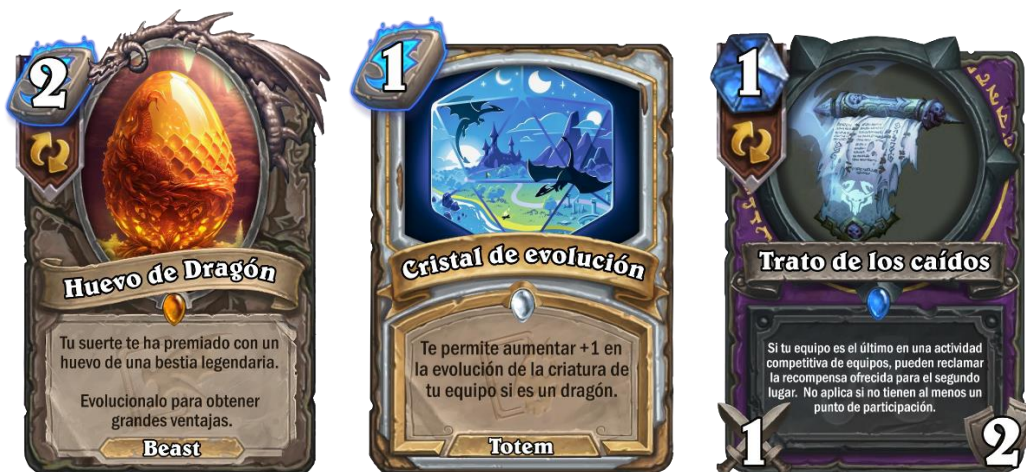 2
Huevo de Dragón
Tu suerte te ha premiado con un
huevo de una bestia legendaria.
Evolucionalo para obtener
grandes ventajas.
Beast
1
Cristal de evolución
Te permite aumentar +1 en
la evolución de la criatura de
tu equipo si es un dragón.
Totem
1
Trato de los caídos
Si tu equipo es el último en una actividad
competitiva de equipos, pueden reclamar
la recompensa ofrecida para el segundo
lugar. No aplica si no tienen al menos un
punto de participación.
1
2